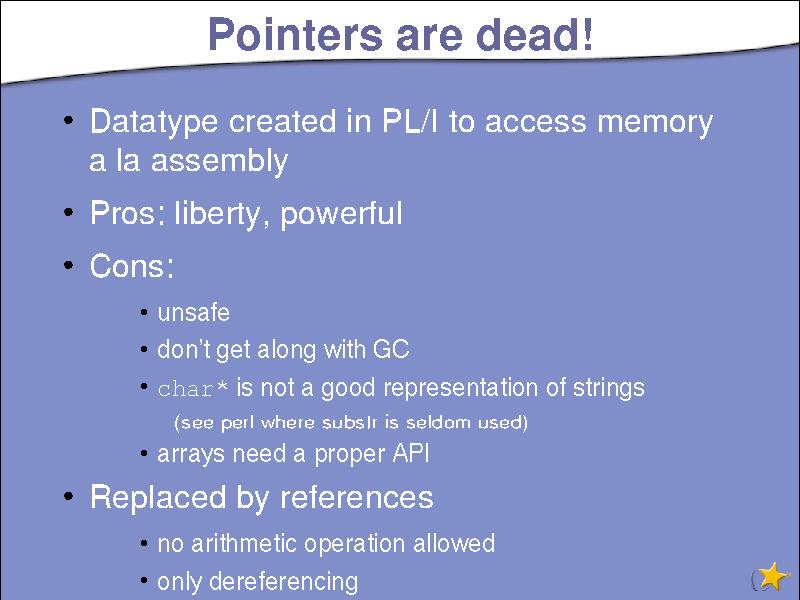 Pointers are dead!
• Datatype created in PL/I to access memory
a la assembly
• Pros: liberty, powerful
• Cons:
• unsafe
• don't get along with GC
• char* is not a good representation of strings
(see perl where substr is seldom used)
• arrays need a proper API
• Replaced by references
• no arithmetic operation allowed
• only dereferencing